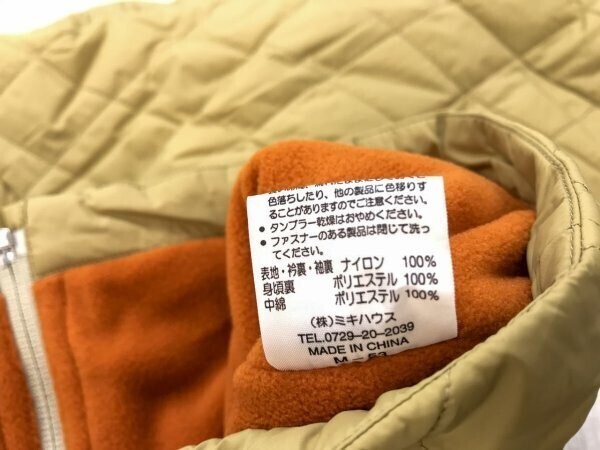 色落ちしたり、他の製品に色移りす
ることがありますのでご注意ください。
● タンブラー乾燥はおやめください。
● ファスナーのある製品は閉じて洗っ
てください。
表地・衿裏・袖裏 ナイロン 100%
身頃裏 ポリエステル 100%
中綿 ポリエステル 100%
(株)ミキハウス
TEL.0729-20-2039
MADE IN CHINA
M-53